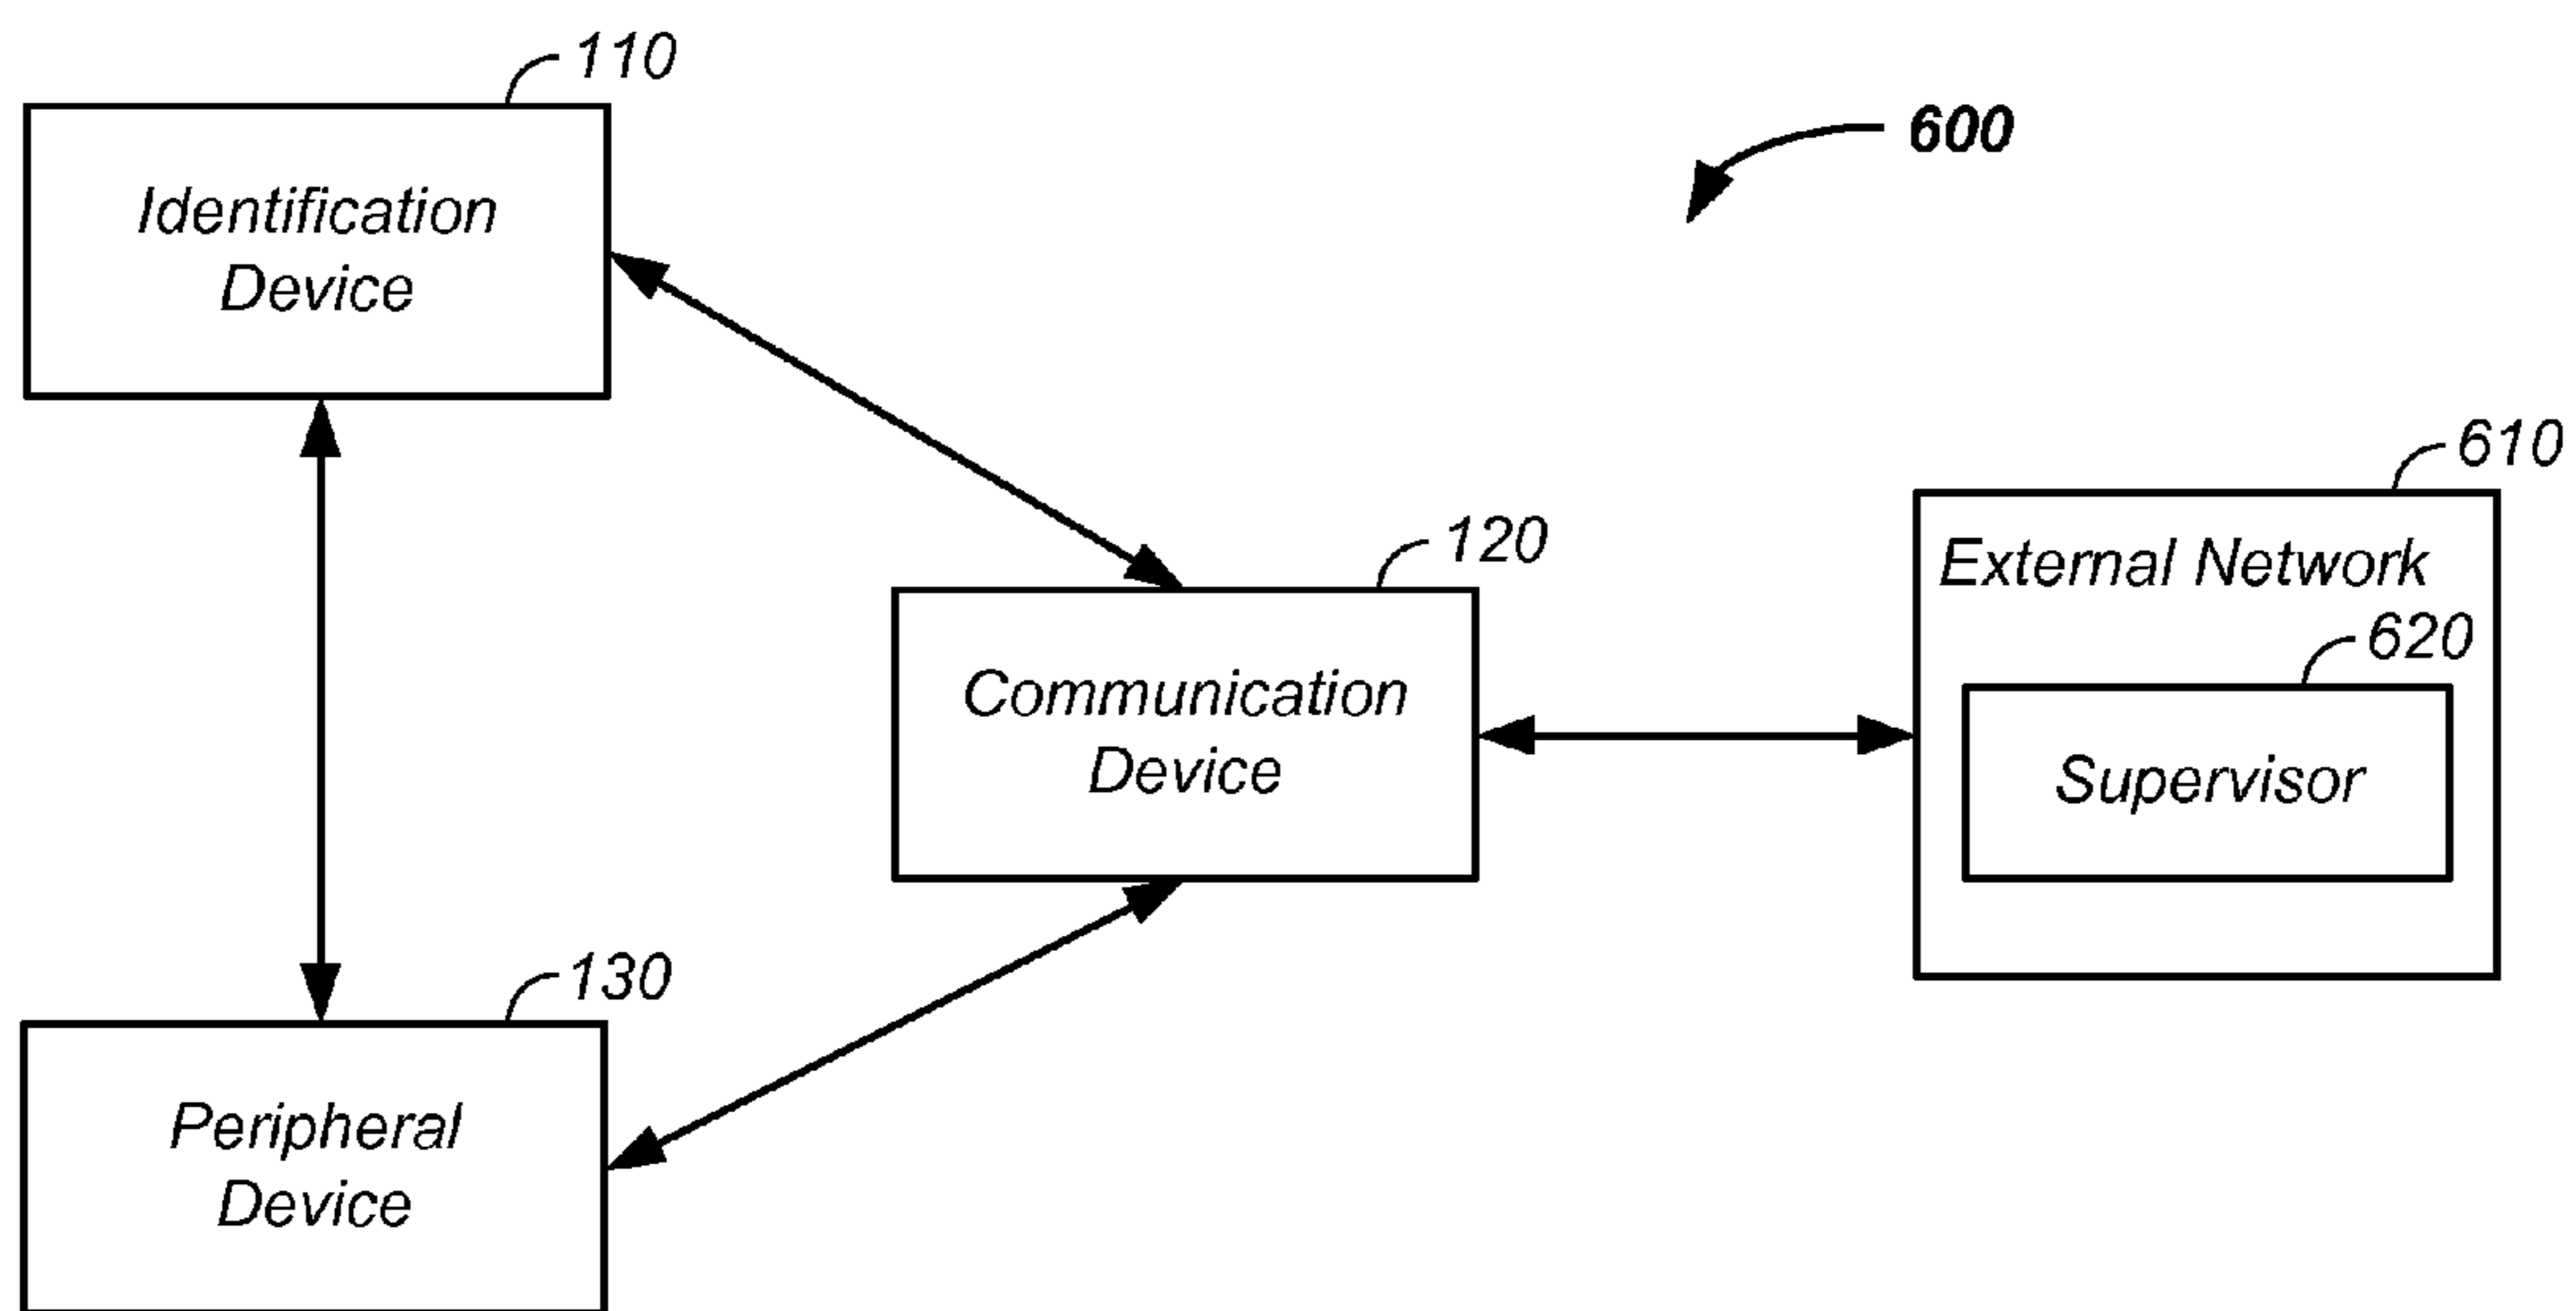 110
Identification
Device
600
610
External Network
120
620
Communication
Device
Supervisor
130
Peripheral
Device